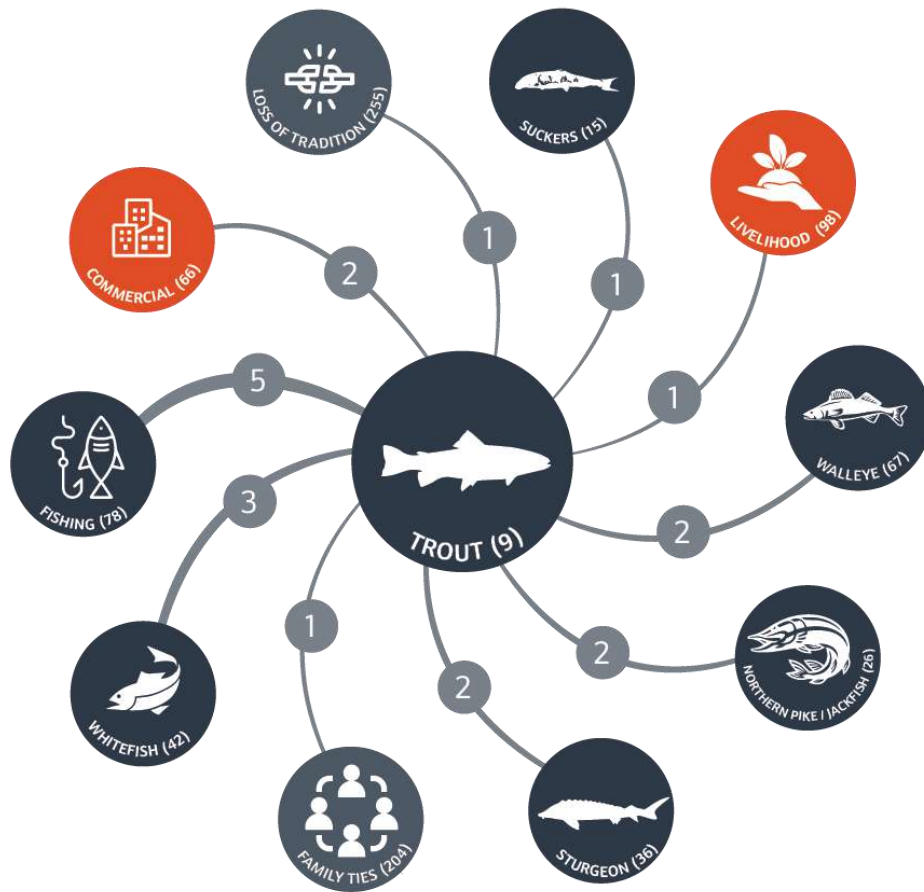 LOSS OF TRADITION (255)
SUCKERS (15)
LIVELIHOOD (98)
COMMERCIAL (66)
1
1
2
1
5
FISHING (78)
WALLEYE (67)
3
2
TROUT (9)
1
2
2
NORTHERN PIKE / JACKFISH (26)
WHITEFISH (42)
FAMILY TIES (204)
STURGEON (36)